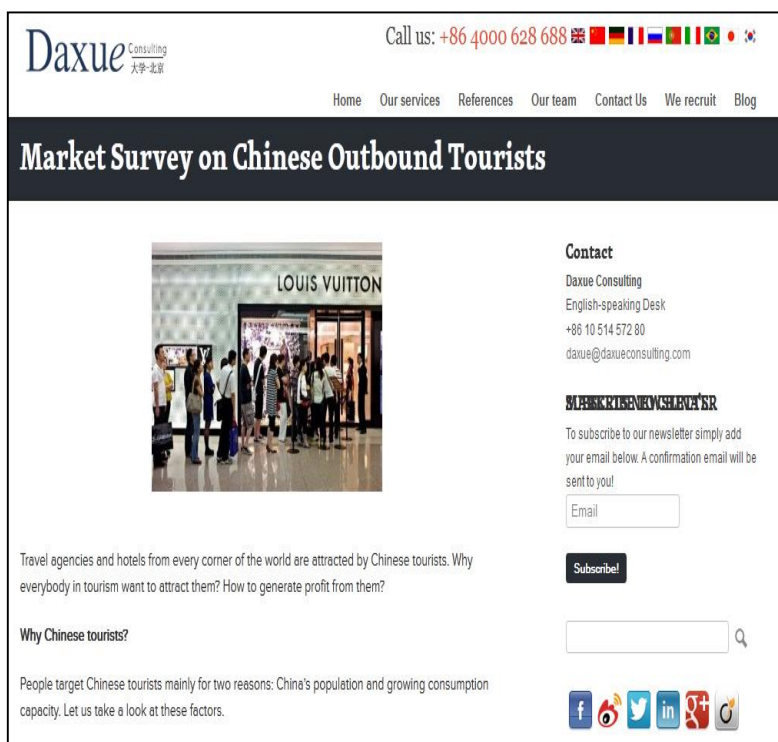 Daxue Consulting
大学-北京
Call us: +86 4000 628 688
Home Our services References Our team Contact Us We recruit Blog
Market Survey on Chinese Outbound Tourists
LOUIS VUITTON
Contact
Daxue Consulting
English-speaking Desk
+86 10 514 572 80
daxue@daxueconsulting.com
To subscribe to our newsletter simply add
your email below. A confirmation email will be
sent to you!
Email
Subscribe!
Travel agencies and hotels from every corner of the world are attracted by Chinese tourists. Why
everybody in tourism want to attract them? How to generate profit from them?
Why Chinese tourists?
People target Chinese tourists mainly for two reasons: China's population and growing consumption
capacity. Let us take a look at these factors.